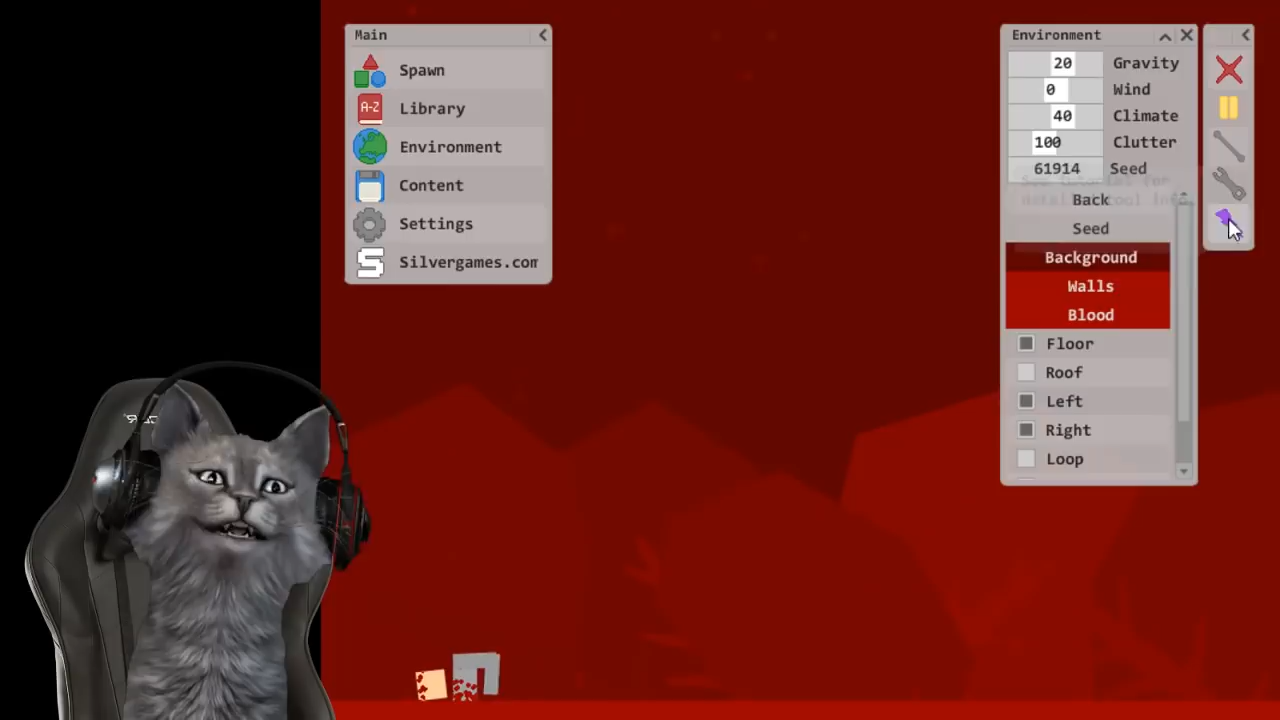 Main
Spawn
A-Z
Library
Environment
Content
Settings
S
Silvergames.com
Environment
20 Gravity
0 Wind
40 Climate
100 Clutter
61914 Seed
Back
Seed
Background
Walls
Blood
Floor
Roof
Left
Right
Loop